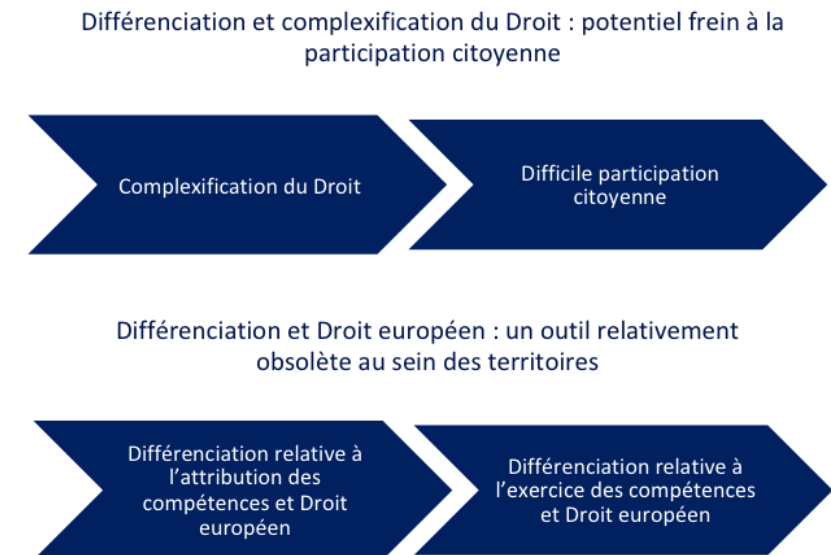 Différenciation et complexification du Droit : potentiel frein à la
participation citoyenne
Complexification du Droit
Difficile participation
citoyenne
Différenciation et Droit européen : un outil relativement
obsolète au sein des territoires
Différenciation relative à
l’attribution des
compétences et Droit
européen
Différenciation relative à
l’exercice des compétences
et Droit européen